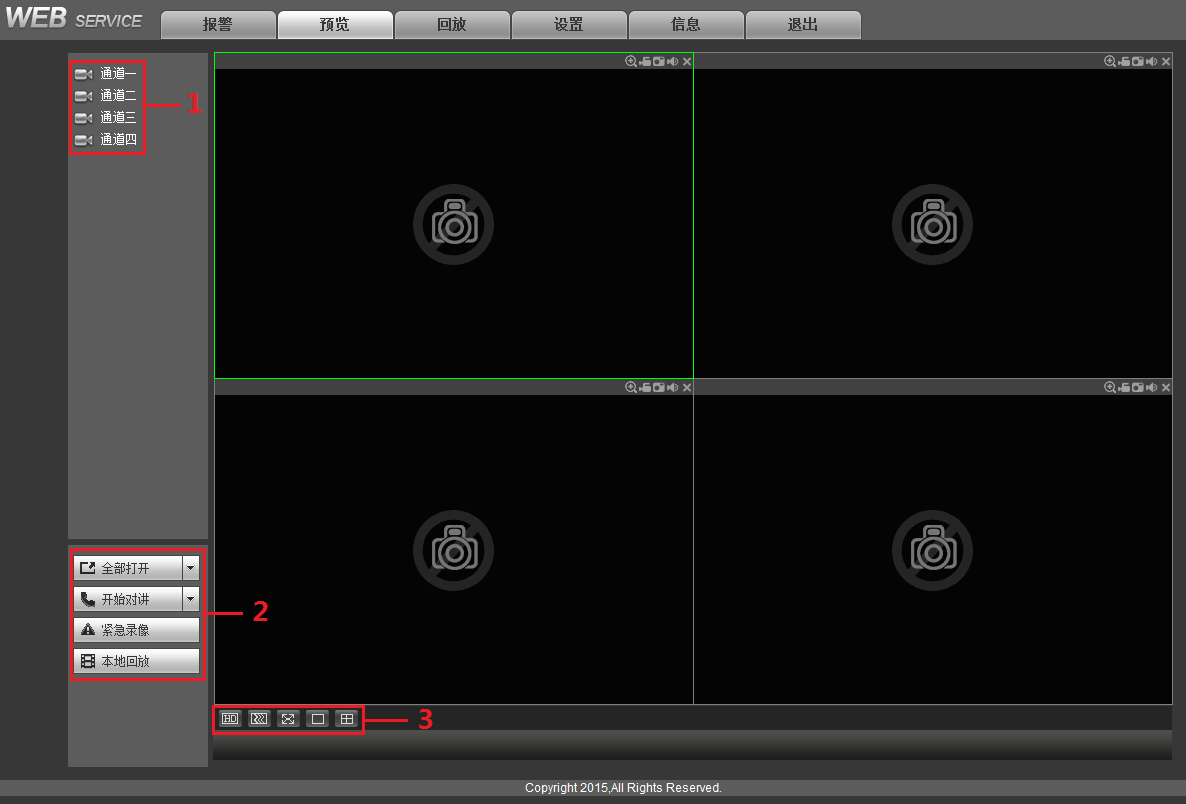 WEB SERVICE
报警 预览 回放 设置 信息 退出
通道一
通道二
通道三
通道四
1
全部打开
开始对讲
紧急录像
本地回放
2
HD
3
Copyright 2015,All Rights Reserved.